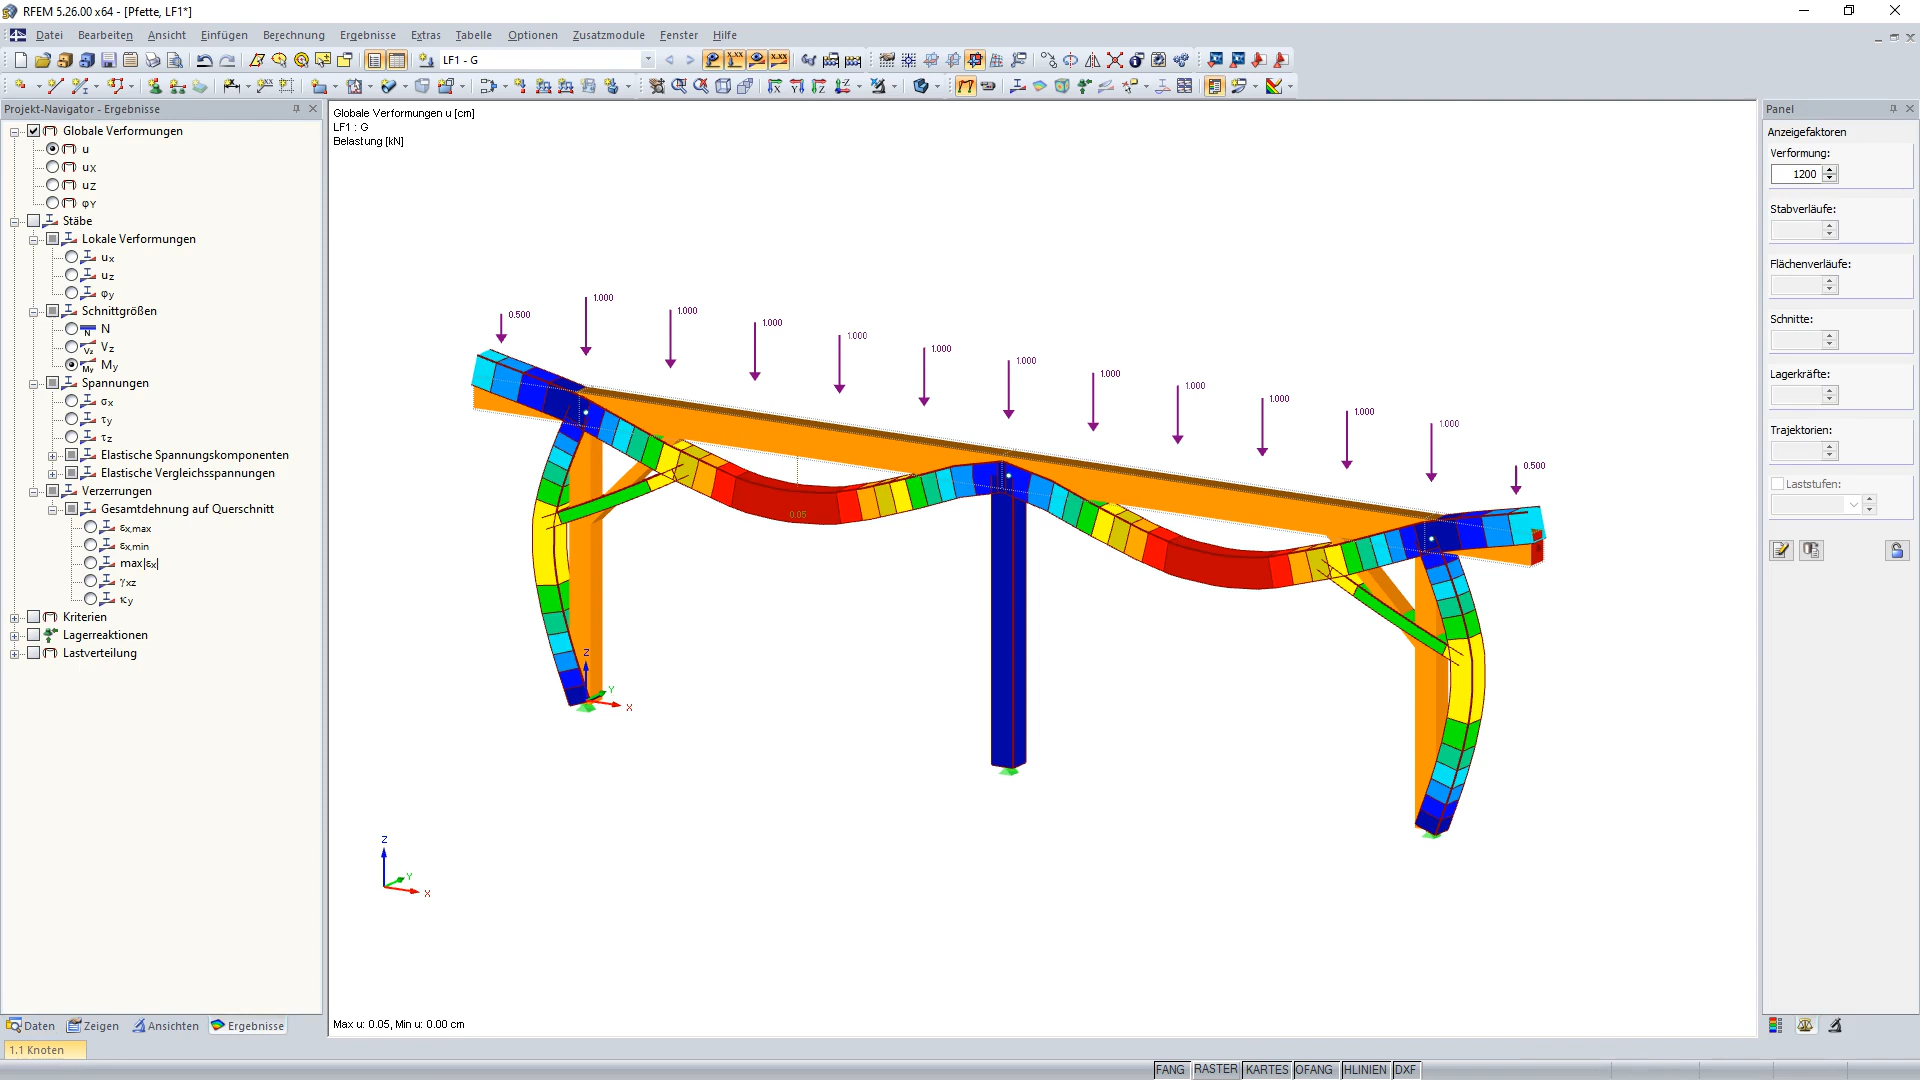 RFEM 5.26.00 x64 - [Pfette, LF1*]
Datei Bearbeiten Ansicht Einfügen Berechnung Ergebnisse Extras Tabelle Optionen Zusatzmodule Fenster Hilfe
LF1 - G
Projekt-Navigator - Ergebnisse
Globale Verformungen
u
uX
uZ
φY
Stäbe
Lokale Verformungen
ux
uz
φy
Schnittgrößen
N
Vz
My
Spannungen
σx
τy
τz
Elastische Spannungskomponenten
Elastische Vergleichsspannungen
Verzerrungen
Gesamtdehnung auf Querschnitt
εx,max
εx,min
max|εx|
γxz
κy
Kriterien
Lagerreaktionen
Lastverteilung
Daten Zeigen Ansichten Ergebnisse
1.1 Knoten
Globale Verformungen u [cm]
LF1 : G
Belastung [kN]
0.500
1.000
1.000
1.000
1.000
1.000
1.000
1.000
1.000
1.000
1.000
1.000
0.500
0.05
Z
Y
X
Z
Y
X
Max u: 0.05, Min u: 0.00 cm
Panel
Anzeigefaktoren
Verformung:
1200
Stabverläufe:
Flächenverläufe:
Schnitte:
Lagerkräfte:
Trajektorien:
Laststufen:
FANG RASTER KARTES OFANG HLINIEN DXF